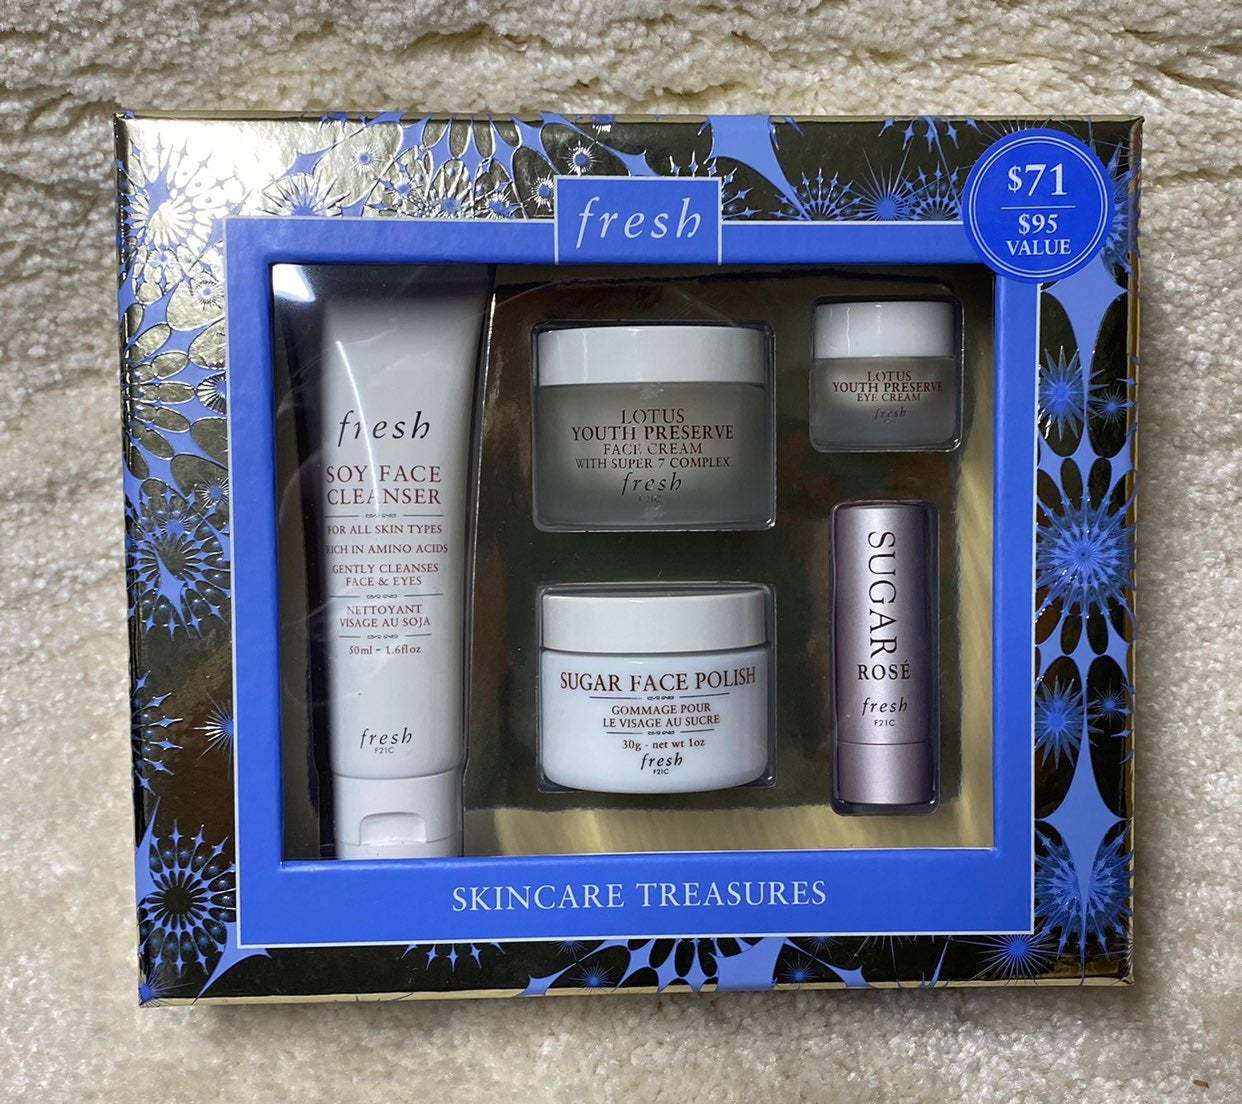 fresh
$71
$95
VALUE
fresh
SOY FACE
CLEANSER
FOR ALL SKIN TYPES
RICH IN AMINO ACIDS
GENTLY CLEANSES
FACE & EYES
NETTOYANT
VISAGE AU SOJA
50ml - 1.6floz
fresh
F21C
LOTUS
YOUTH PRESERVE
FACE CREAM
WITH SUPER 7 COMPLEX
fresh
F21C
LOTUS
YOUTH PRESERVE
EYE CREAM
fresh
SUGAR FACE POLISH
GOMMAGE POUR
LE VISAGE AU SUCRE
30g - net wt 1oz
fresh
F21C
SUGAR
ROSÉ
fresh
F21C
SKINCARE TREASURES